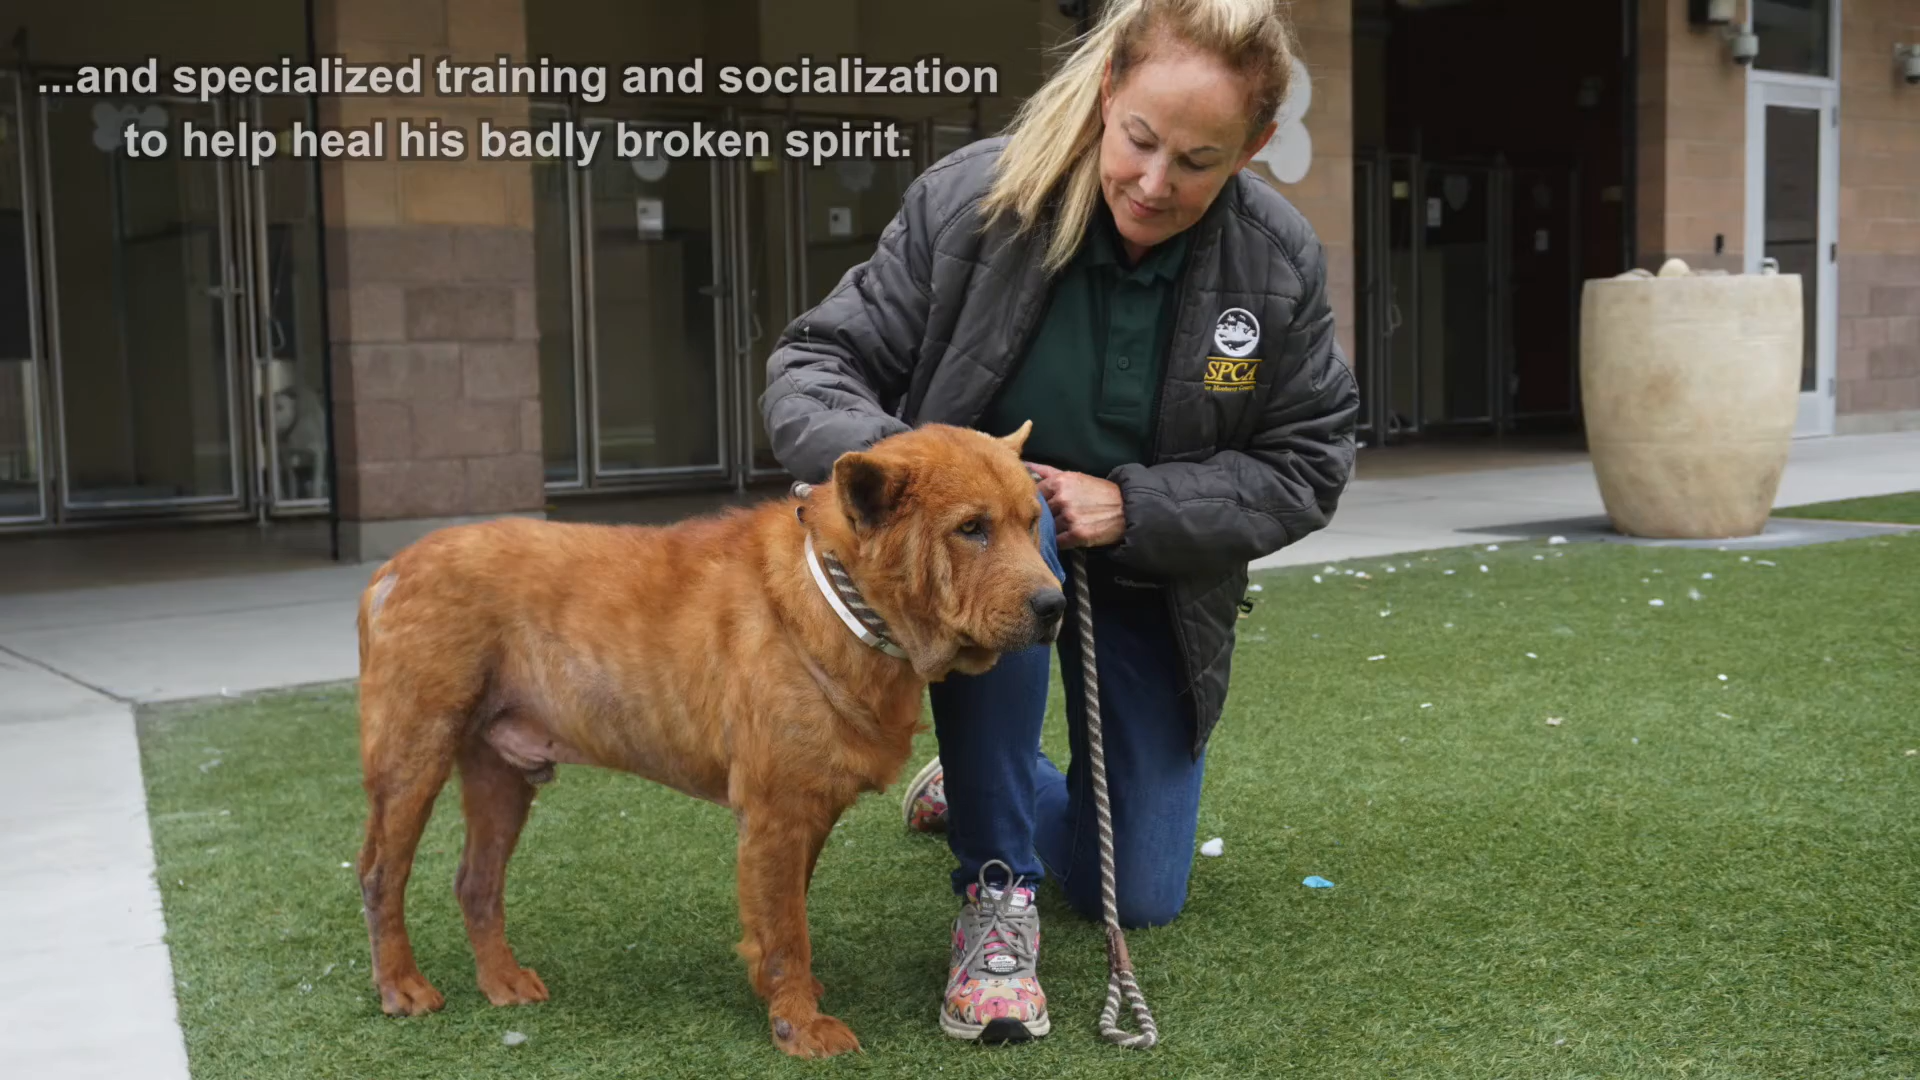 ...and specialized training and socialization
to help heal his badly broken spirit.
SPCA